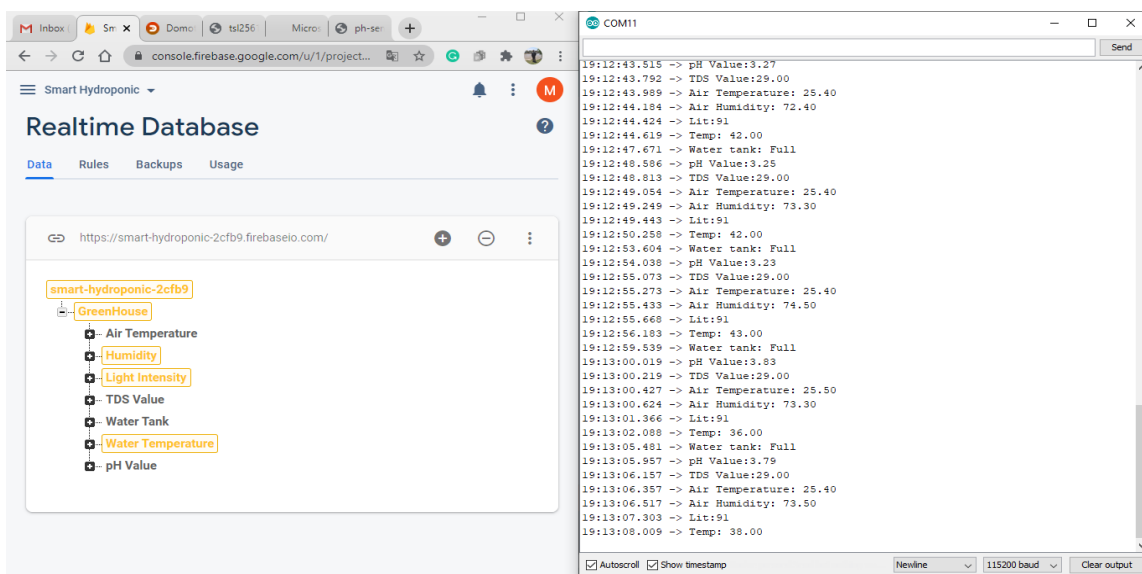 Inbox
Sm
Domo
tsl256
Micros
ph-ser
console.firebase.google.com/u/1/project...
Smart Hydroponic
M
Realtime Database
Data Rules Backups Usage
https://smart-hydroponic-2cfb9.firebaseio.com/
smart-hydroponic-2cfb9
GreenHouse
Air Temperature
Humidity
Light Intensity
TDS Value
Water Tank
Water Temperature
pH Value
COM11
Send
19:12:43.515 -> pH Value:3.27
19:12:43.792 -> TDS Value:29.00
19:12:43.989 -> Air Temperature: 25.40
19:12:44.184 -> Air Humidity: 72.40
19:12:44.424 -> Lit:91
19:12:44.619 -> Temp: 42.00
19:12:47.671 -> Water tank: Full
19:12:48.586 -> pH Value:3.25
19:12:48.813 -> TDS Value:29.00
19:12:49.054 -> Air Temperature: 25.40
19:12:49.249 -> Air Humidity: 73.30
19:12:49.443 -> Lit:91
19:12:50.258 -> Temp: 42.00
19:12:53.604 -> Water tank: Full
19:12:54.038 -> pH Value:3.23
19:12:55.073 -> TDS Value:29.00
19:12:55.273 -> Air Temperature: 25.40
19:12:55.433 -> Air Humidity: 74.50
19:12:55.668 -> Lit:91
19:12:56.183 -> Temp: 43.00
19:12:59.539 -> Water tank: Full
19:13:00.019 -> pH Value:3.83
19:13:00.219 -> TDS Value:29.00
19:13:00.427 -> Air Temperature: 25.50
19:13:00.624 -> Air Humidity: 73.30
19:13:01.366 -> Lit:91
19:13:02.088 -> Temp: 36.00
19:13:05.481 -> Water tank: Full
19:13:05.957 -> pH Value:3.79
19:13:06.157 -> TDS Value:29.00
19:13:06.357 -> Air Temperature: 25.40
19:13:06.517 -> Air Humidity: 73.50
19:13:07.303 -> Lit:91
19:13:08.009 -> Temp: 38.00
Autoscroll Show timestamp Newline 115200 baud Clear output